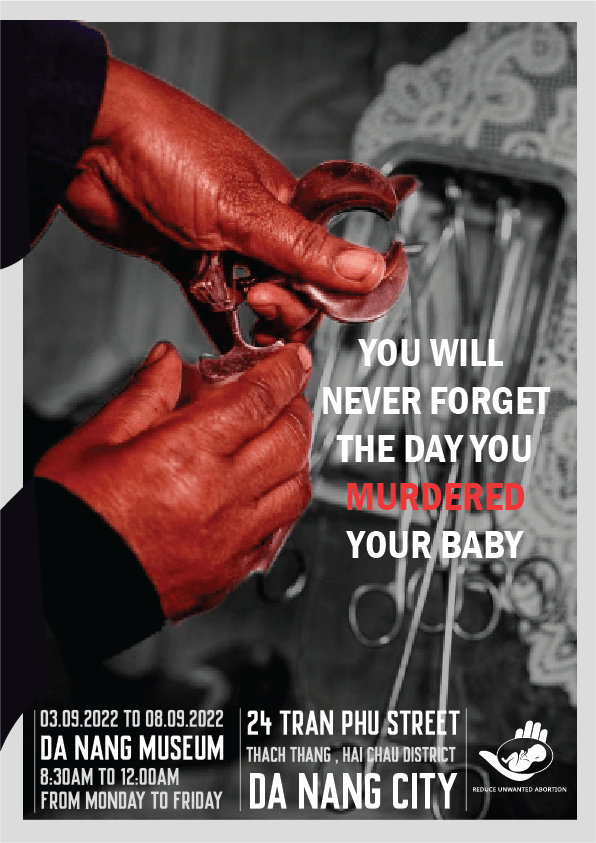 YOU WILL
NEVER FORGET
THE DAY YOU
MURDERED
YOUR BABY
03.09.2022 TO 08.09.2022
DA NANG MUSEUM
8:30AM TO 12:00AM
FROM MONDAY TO FRIDAY
24 TRAN PHU STREET
THACH THANG , HAI CHAU DISTRICT
DA NANG CITY
REDUCE UNWANTED ABORTION